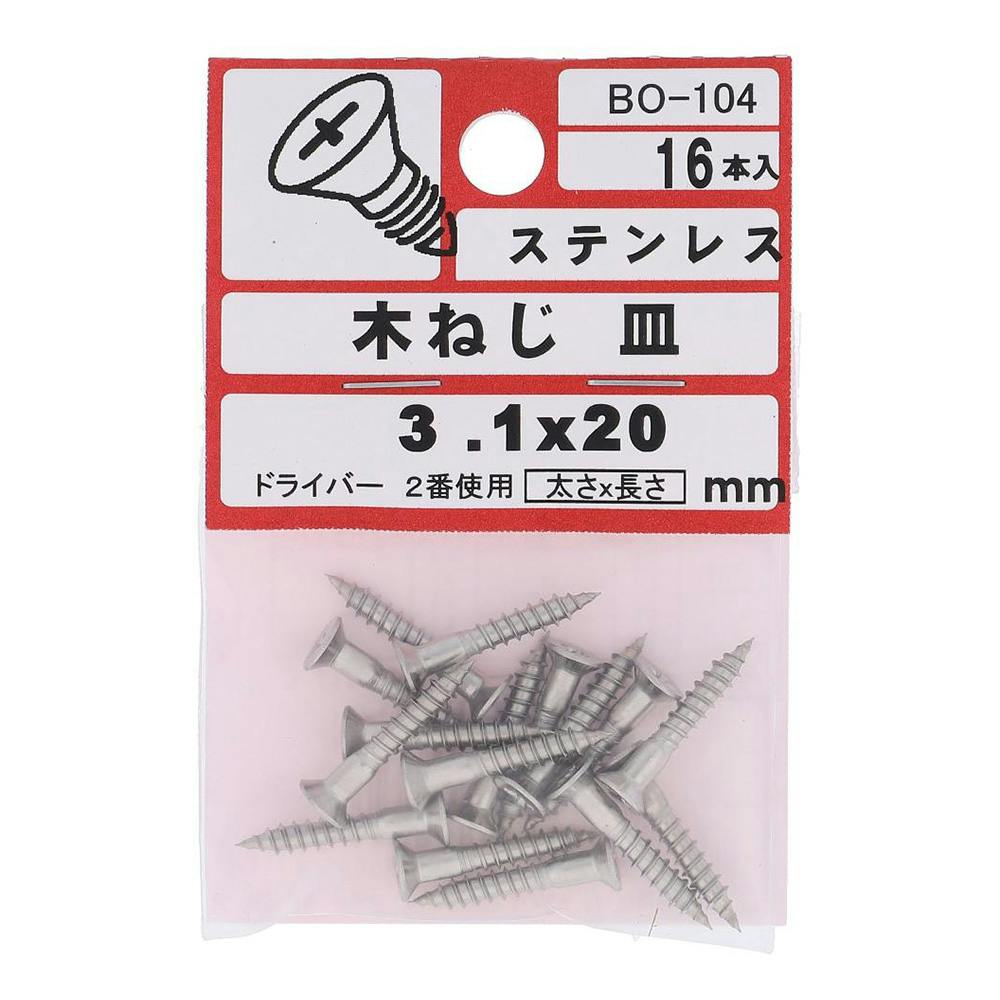 BO-104
16本入
ステンレス
木ねじ 皿
3.1x20
ドライバー 2番使用 太さx長さ mm